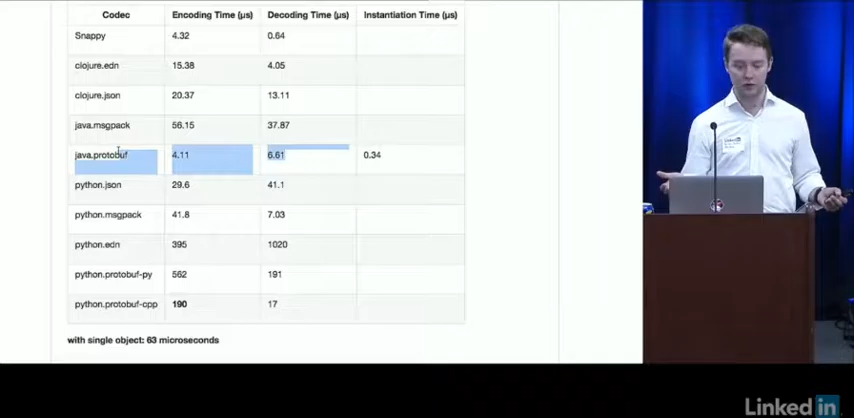 Codec Encoding Time (µs) Decoding Time (µs) Instantiation Time (µs)
Snappy 4.32 0.64
clojure.edn 15.38 4.05
clojure.json 20.37 13.11
java.msgpack 56.15 37.87
java.protobuf 4.11 6.61 0.34
python.json 29.6 41.1
python.msgpack 41.8 7.03
python.edn 395 1020
python.protobuf-py 562 191
python.protobuf-cpp 190 17
with single object: 63 microseconds
LinkedIn